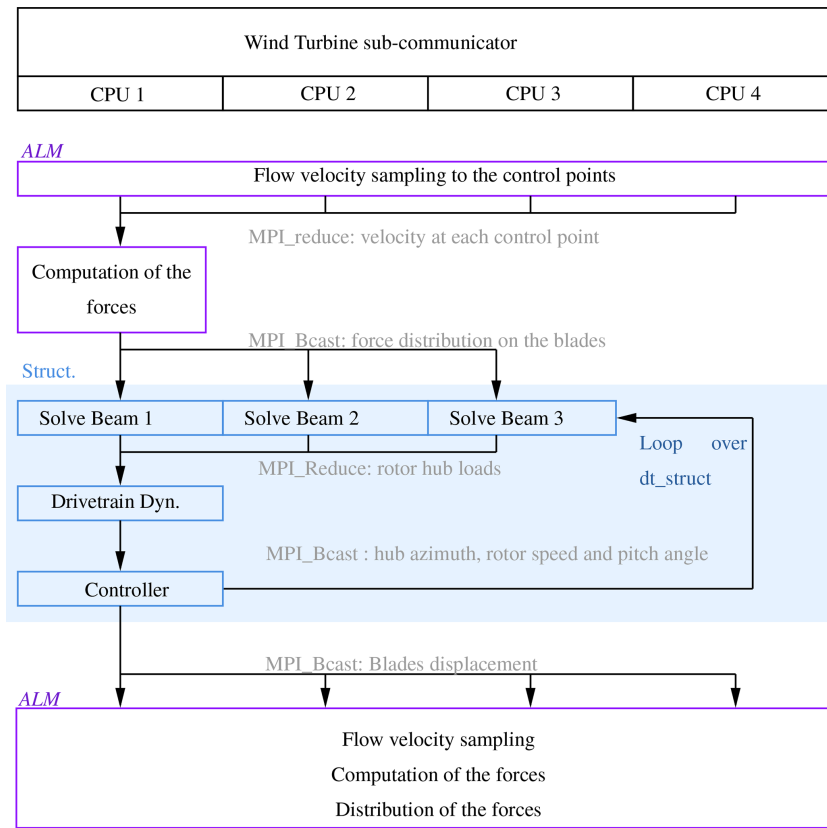 Wind Turbine sub-communicator
CPU 1
CPU 2
CPU 3
CPU 4
ALM
Flow velocity sampling to the control points
MPI_reduce: velocity at each control point
Computation of the
forces
MPI_Bcast: force distribution on the blades
Struct.
Solve Beam 1
Solve Beam 2
Solve Beam 3
Loop over
dt_struct
MPI_Reduce: rotor hub loads
Drivetrain Dyn.
MPI_Bcast : hub azimuth, rotor speed and pitch angle
Controller
MPI_Bcast: Blades displacement
ALM
Flow velocity sampling
Computation of the forces
Distribution of the forces